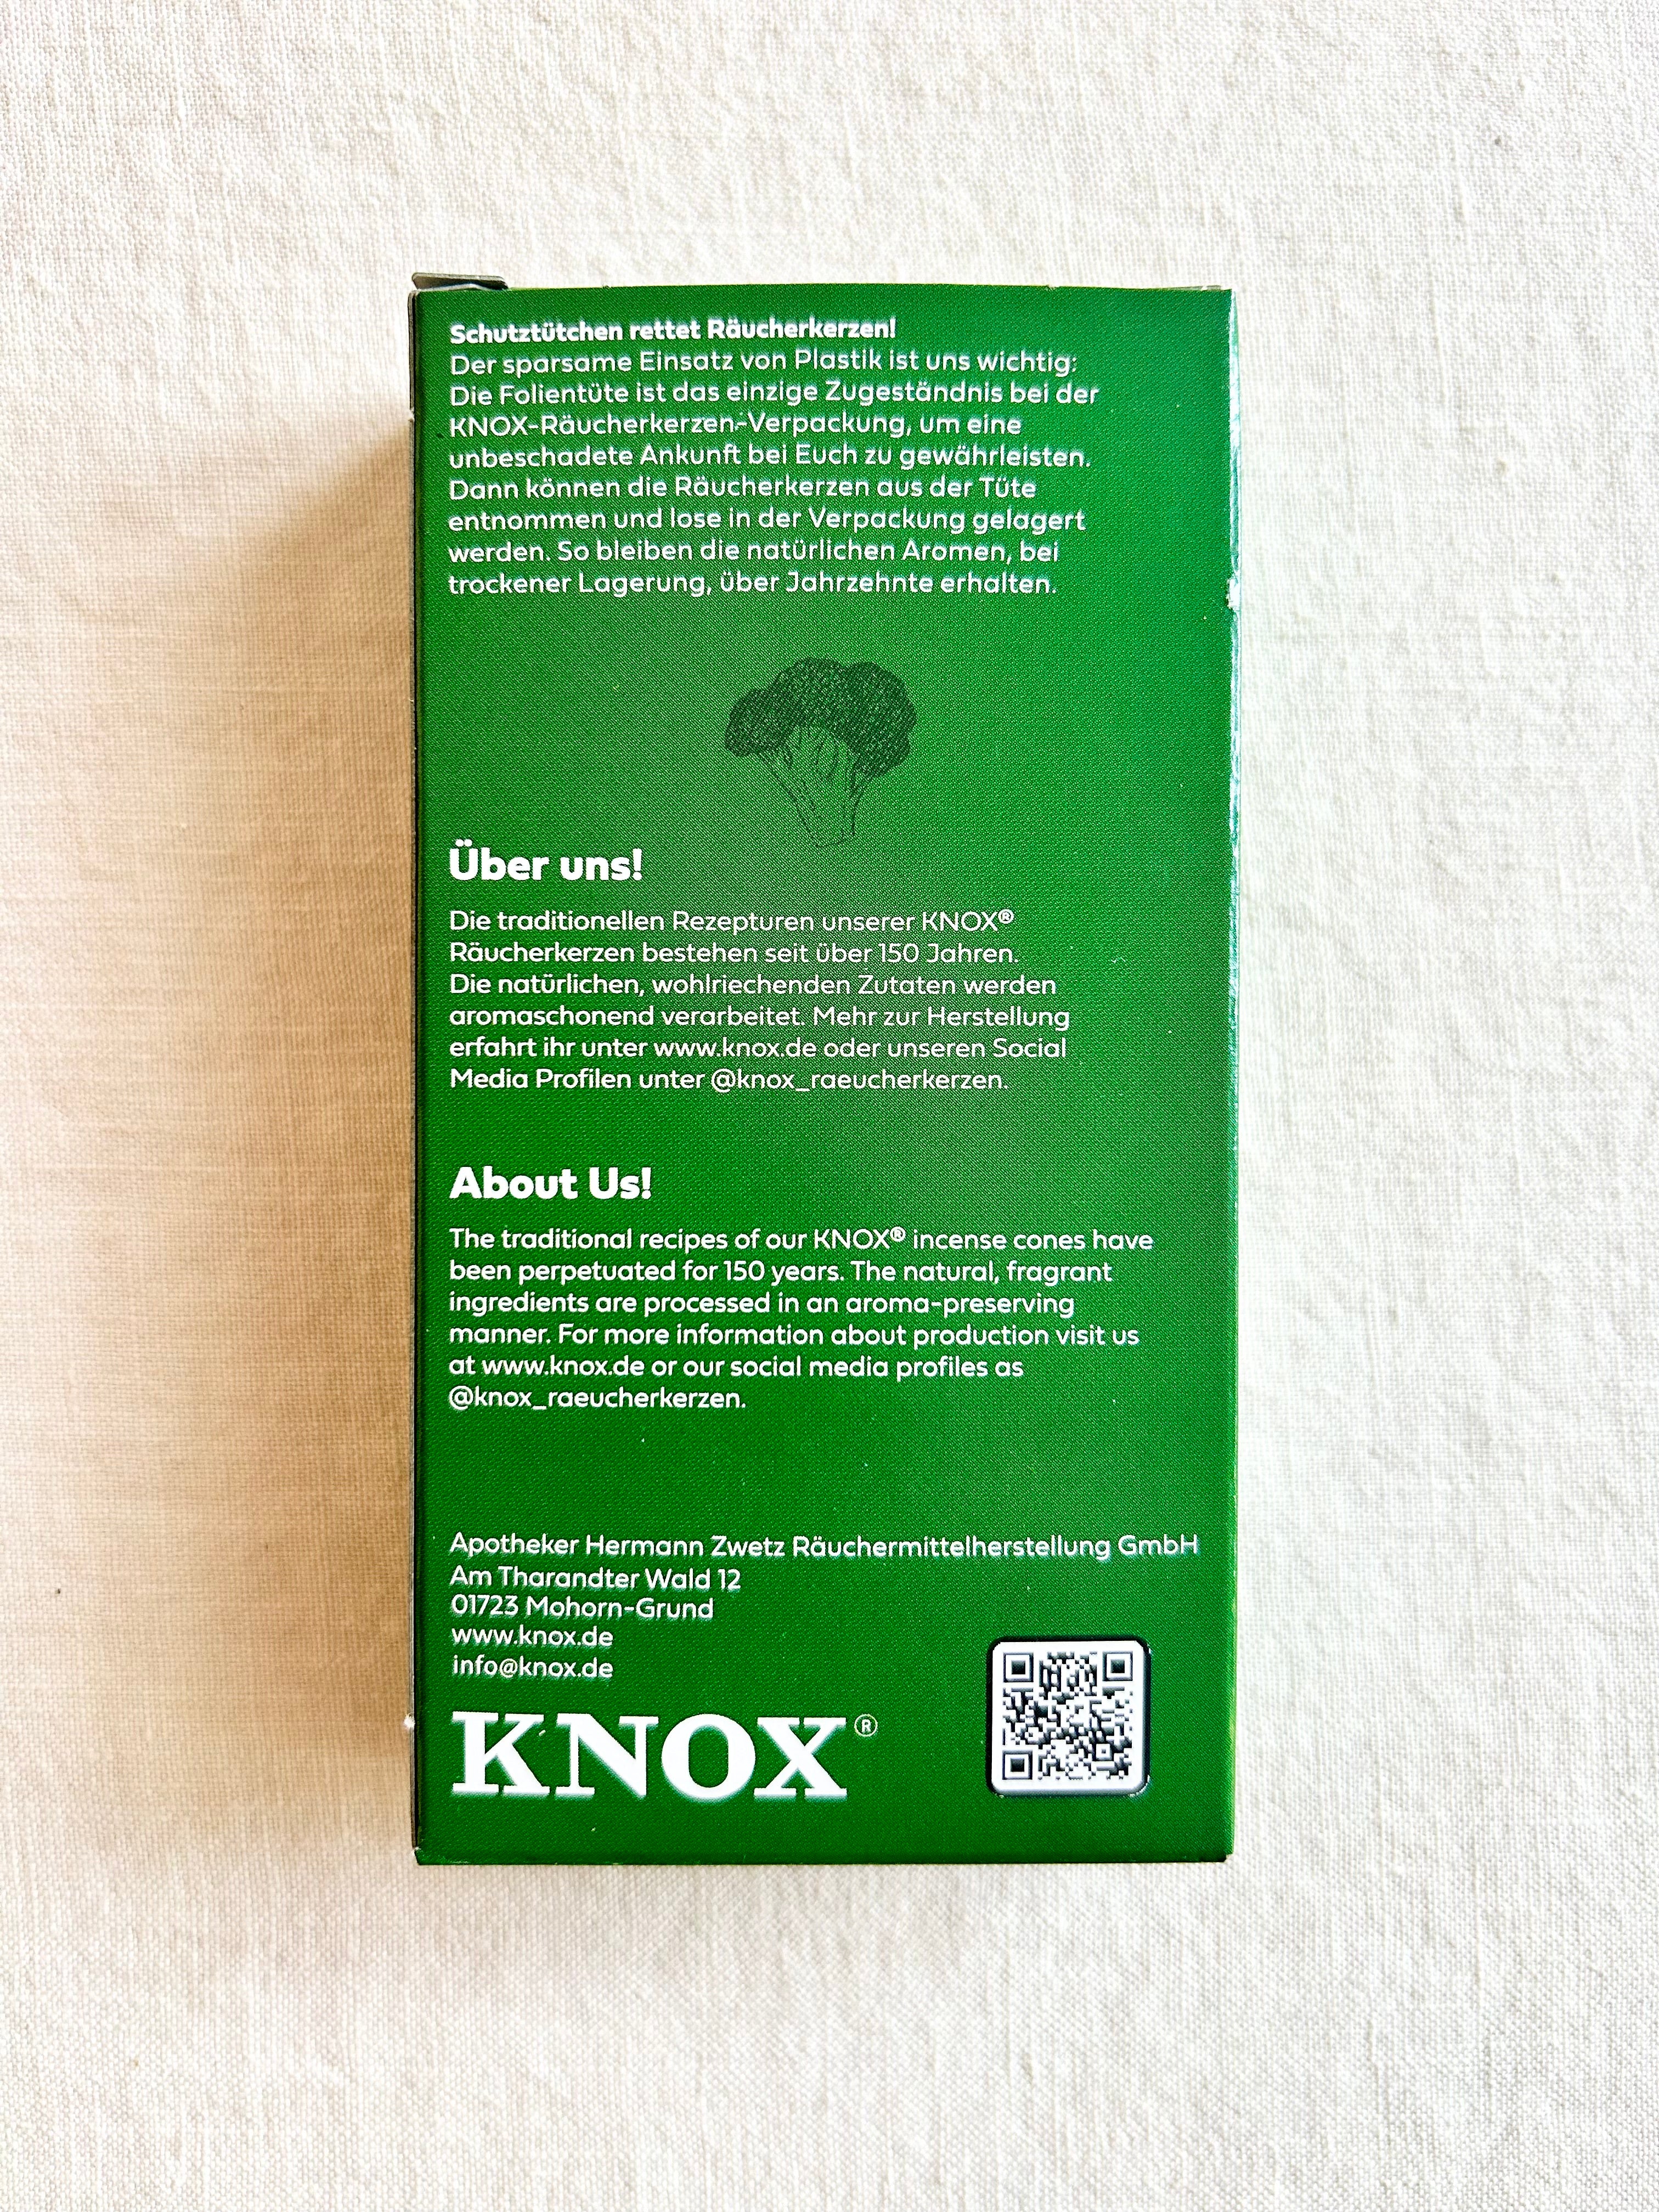 Schutztütchen rettet Räucherkerzen!
Der sparsame Einsatz von Plastik ist uns wichtig:
Die Folientüte ist das einzige Zugeständnis bei der
KNOX-Räucherkerzen-Verpackung, um eine
unbeschadete Ankunft bei Euch zu gewährleisten.
Dann können die Räucherkerzen aus der Tüte
entnommen und lose in der Verpackung gelagert
werden. So bleiben die natürlichen Aromen, bei
trockener Lagerung, über Jahrzehnte erhalten.
Über uns!
Die traditionellen Rezepturen unserer KNOX®
Räucherkerzen bestehen seit über 150 Jahren.
Die natürlichen, wohlriechenden Zutaten werden
aromaschonend verarbeitet. Mehr zur Herstellung
erfahrt ihr unter www.knox.de oder unseren Social
Media Profilen unter @knox_raeucherkerzen.
About Us!
The traditional recipes of our KNOX® incense cones have
been perpetuated for 150 years. The natural, fragrant
ingredients are processed in an aroma-preserving
manner. For more information about production visit us
at www.knox.de or our social media profiles as
@knox_raeucherkerzen.
Apotheker Hermann Zwetz Räuchermittelherstellung GmbH
Am Tharandter Wald 12
01723 Mohorn-Grund
www.knox.de
info@knox.de
KNOX®